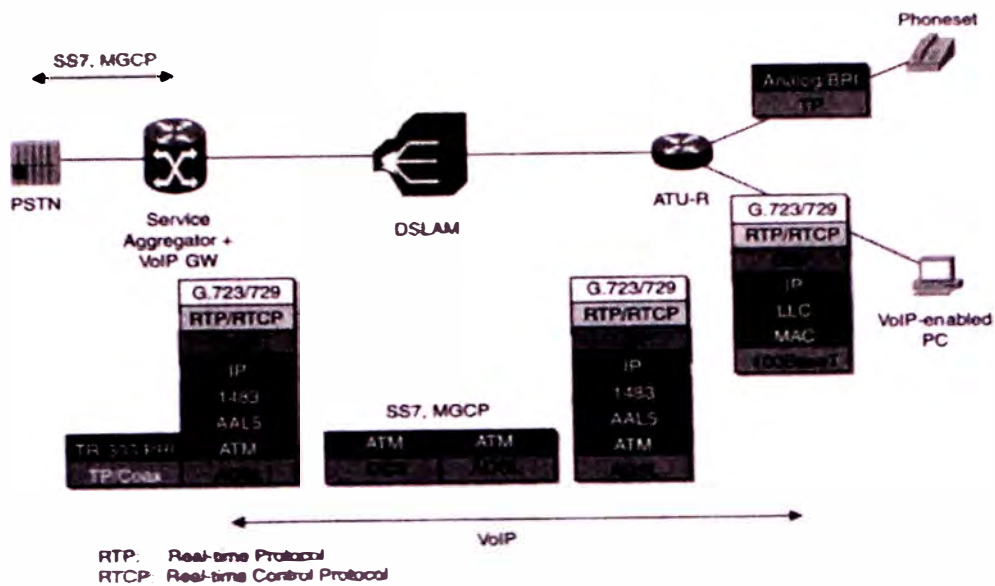 Phoneset
SS7, MGCP
Analog/BRI
TP
PSTN
ATU-R
DSLAM
Service
Aggregator +
VoIP GW
G.723/729
RTP/RTCP
IP
LLC
MAC
100BaseT
VoIP-enabled
PC
G.723/729
RTP/RTCP
IP
1483
AAL5
ATM
TP/Coax
SS7, MGCP
ATM
ATM
G.723/729
RTP/RTCP
IP
1483
AAL5
ATM
VoIP
RTP: Real-time Protocol
RTCP: Real-time Control Protocol